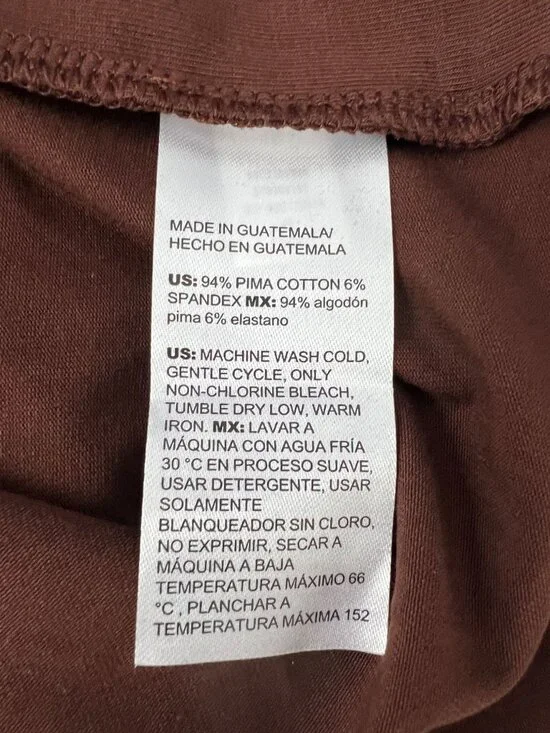 MADE IN GUATEMALA/
HECHO EN GUATEMALA
US: 94% PIMA COTTON 6%
SPANDEX MX: 94% algodón
pima 6% elastano
US: MACHINE WASH COLD,
GENTLE CYCLE, ONLY
NON-CHLORINE BLEACH,
TUMBLE DRY LOW, WARM
IRON. MX: LAVAR A
MÁQUINA CON AGUA FRÍA
30 °C EN PROCESO SUAVE,
USAR DETERGENTE, USAR
SOLAMENTE
BLANQUEADOR SIN CLORO,
NO EXPRIMIR, SECAR A
MÁQUINA A BAJA
TEMPERATURA MÁXIMO 66
°C , PLANCHAR A
TEMPERATURA MÁXIMA 152